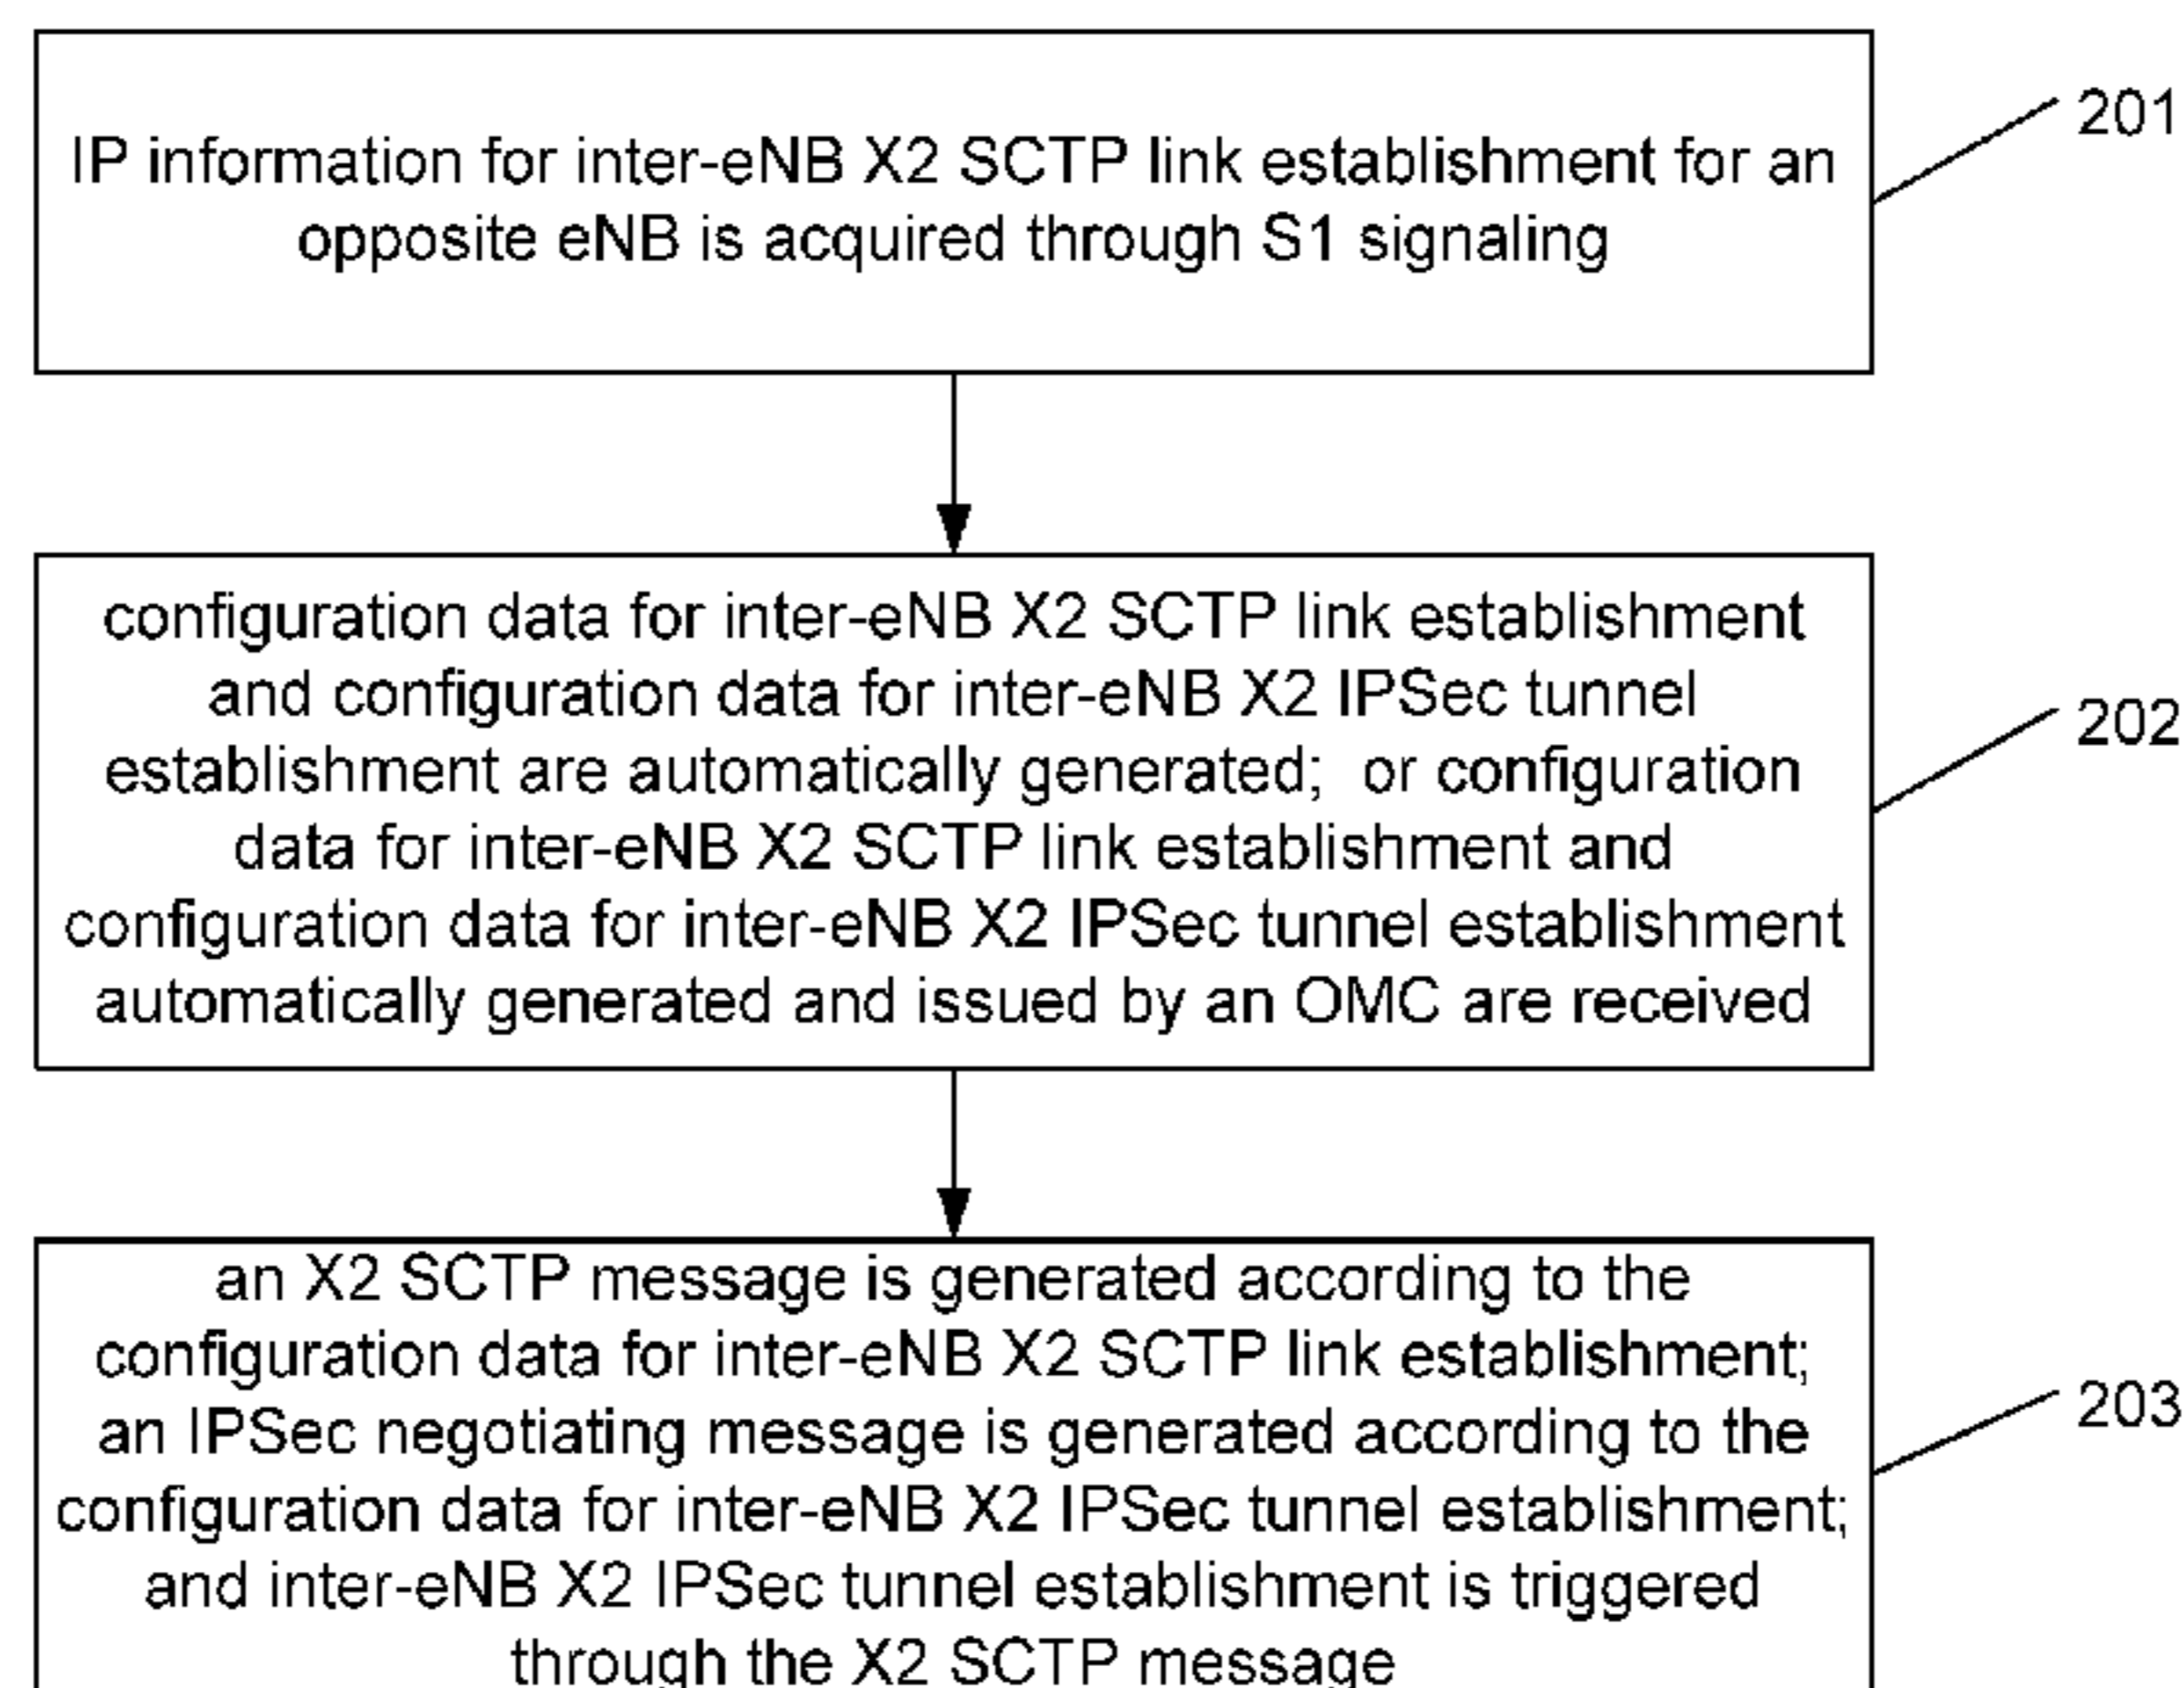 IP information for inter-eNB X2 SCTP link establishment for an
opposite eNB is acquired through S1 signaling
201
configuration data for inter-eNB X2 SCTP link establishment
and configuration data for inter-eNB X2 IPSec tunnel
establishment are automatically generated; or configuration
data for inter-eNB X2 SCTP link establishment and
configuration data for inter-eNB X2 IPSec tunnel establishment
automatically generated and issued by an OMC are received
202
an X2 SCTP message is generated according to the
configuration data for inter-eNB X2 SCTP link establishment;
an IPSec negotiating message is generated according to the
configuration data for inter-eNB X2 IPSec tunnel establishment;
and inter-eNB X2 IPSec tunnel establishment is triggered
through the X2 SCTP message
203